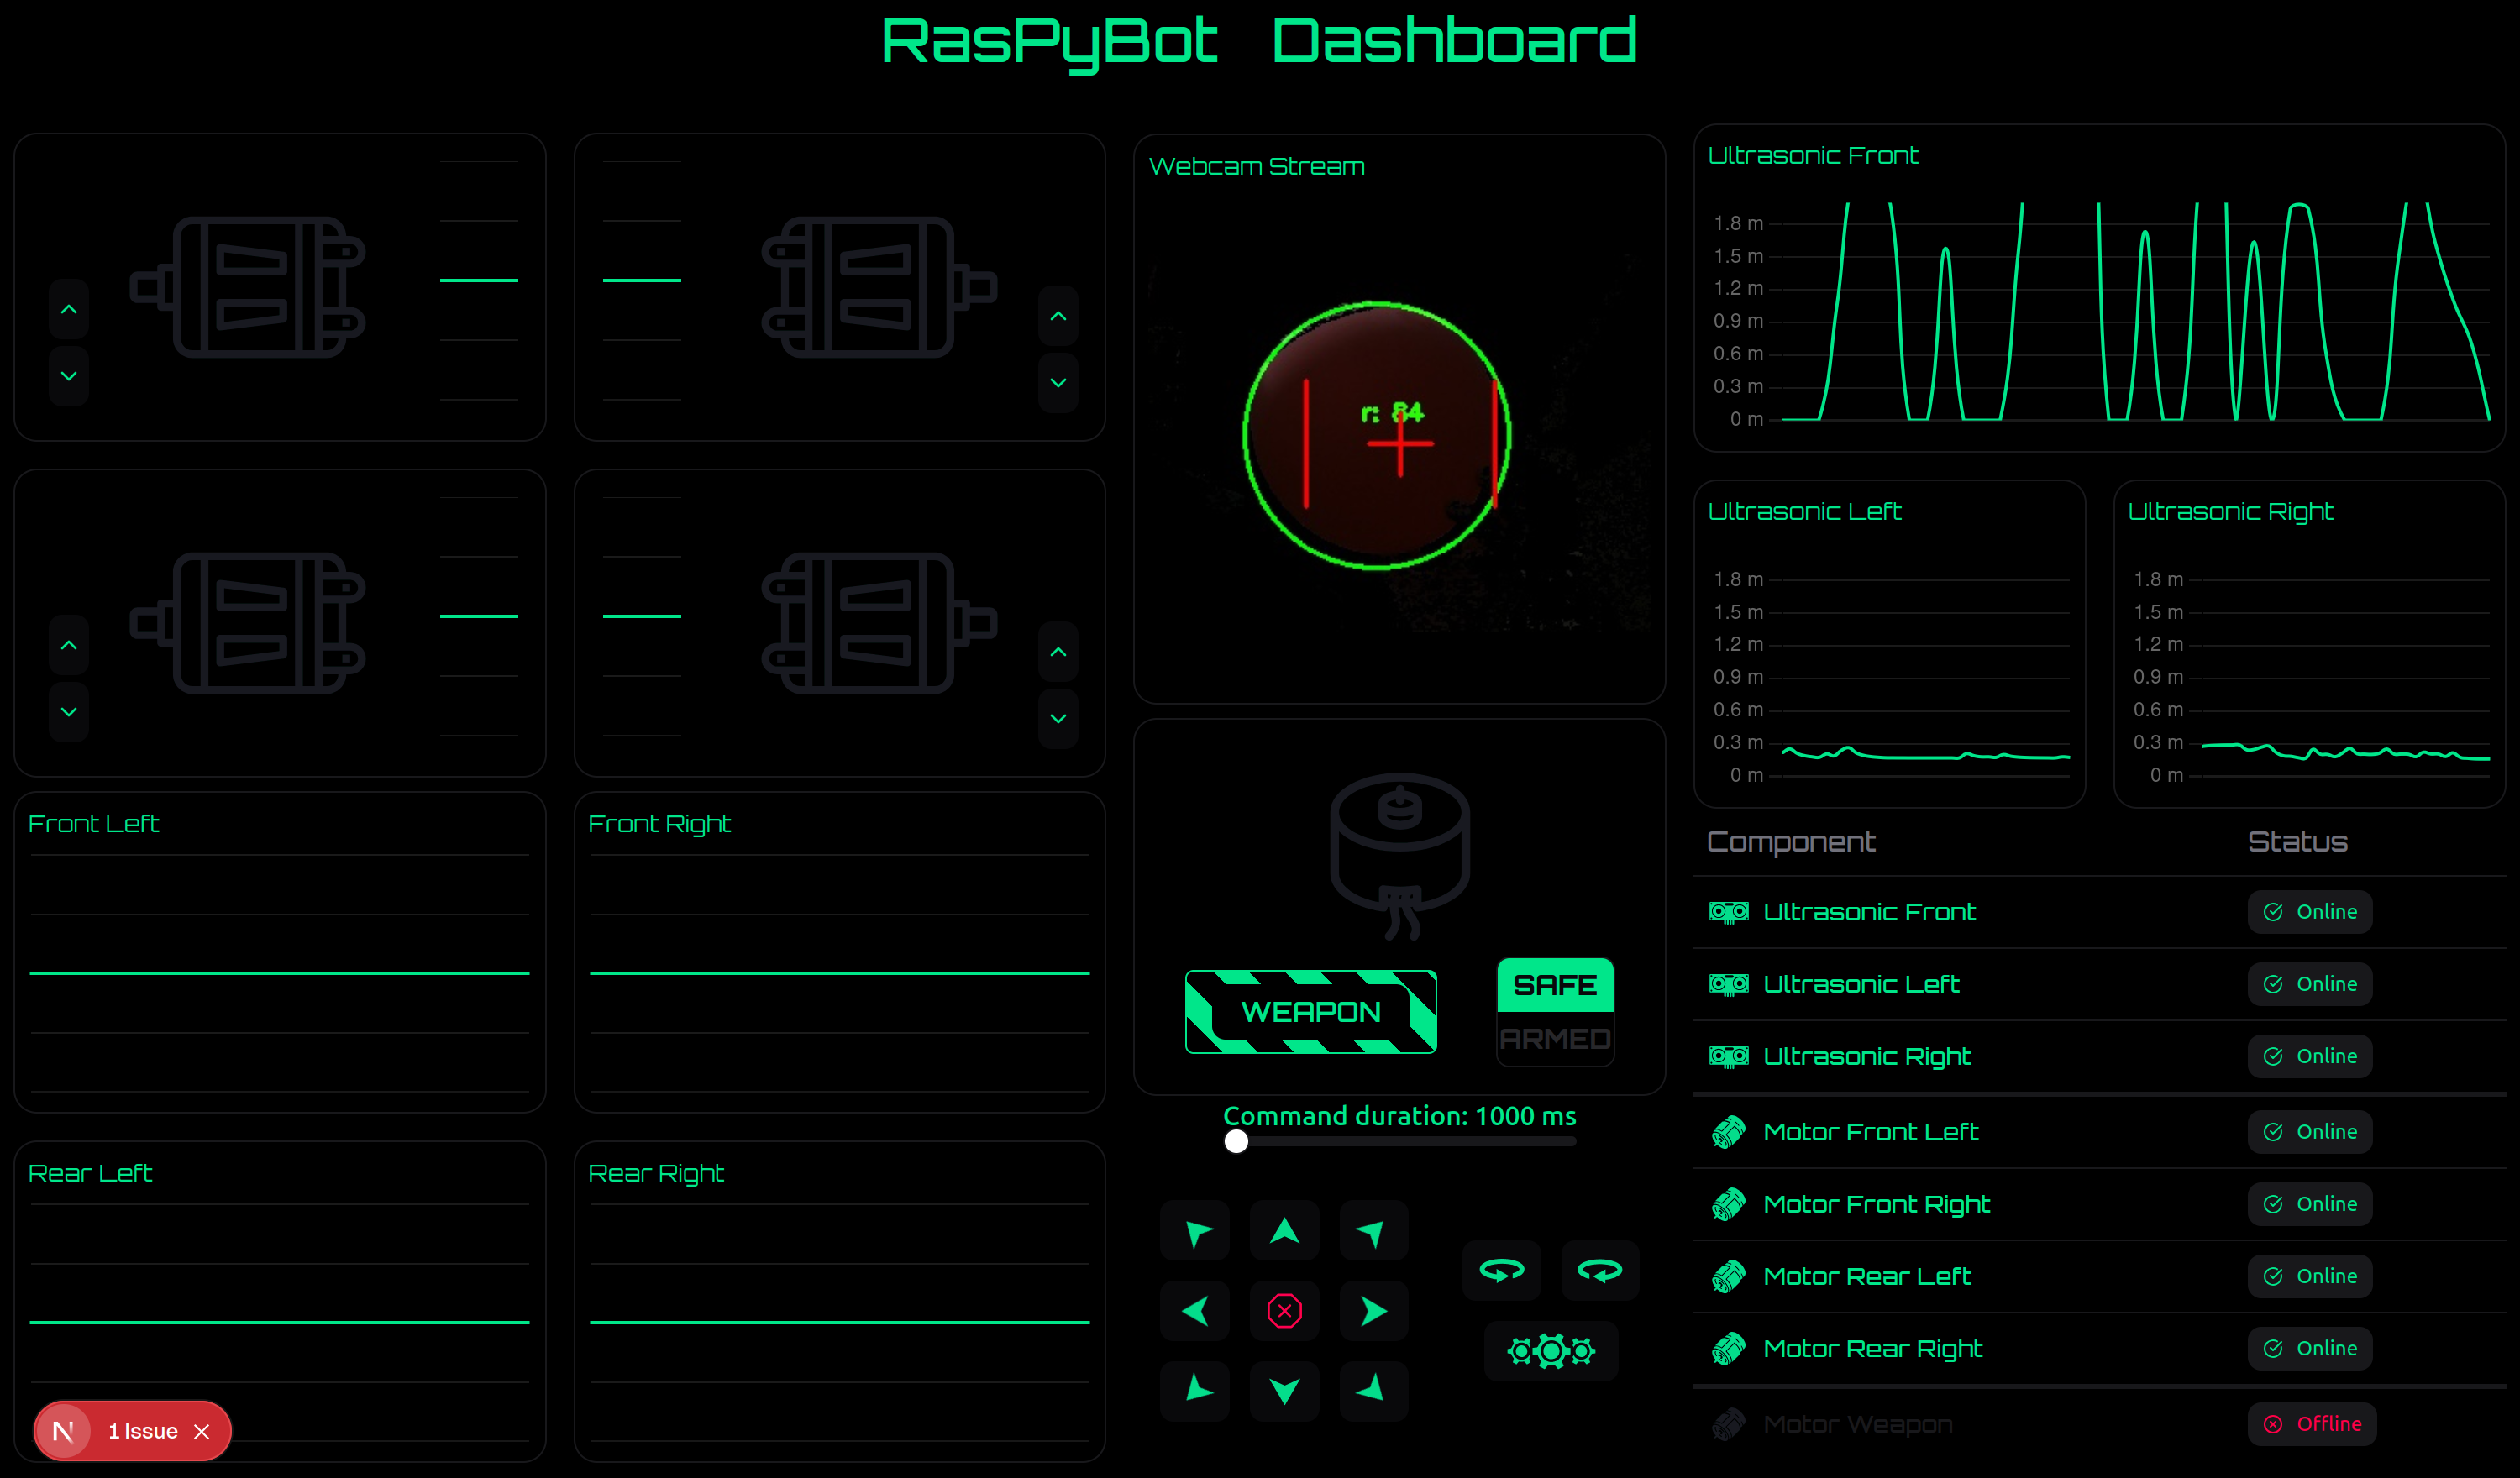 RasPyBot Dashboard
Webcam Stream
r: 84
Ultrasonic Front
1.8 m
1.5 m
1.2 m
0.9 m
0.6 m
0.3 m
0 m
Ultrasonic Left
1.8 m
1.5 m
1.2 m
0.9 m
0.6 m
0.3 m
0 m
Ultrasonic Right
1.8 m
1.5 m
1.2 m
0.9 m
0.6 m
0.3 m
0 m
Front Left
Front Right
Rear Left
Rear Right
1 Issue
WEAPON
SAFE
ARMED
Command duration: 1000 ms
Component Status
Ultrasonic Front Online
Ultrasonic Left Online
Ultrasonic Right Online
Motor Front Left Online
Motor Front Right Online
Motor Rear Left Online
Motor Rear Right Online
Motor Weapon Offline